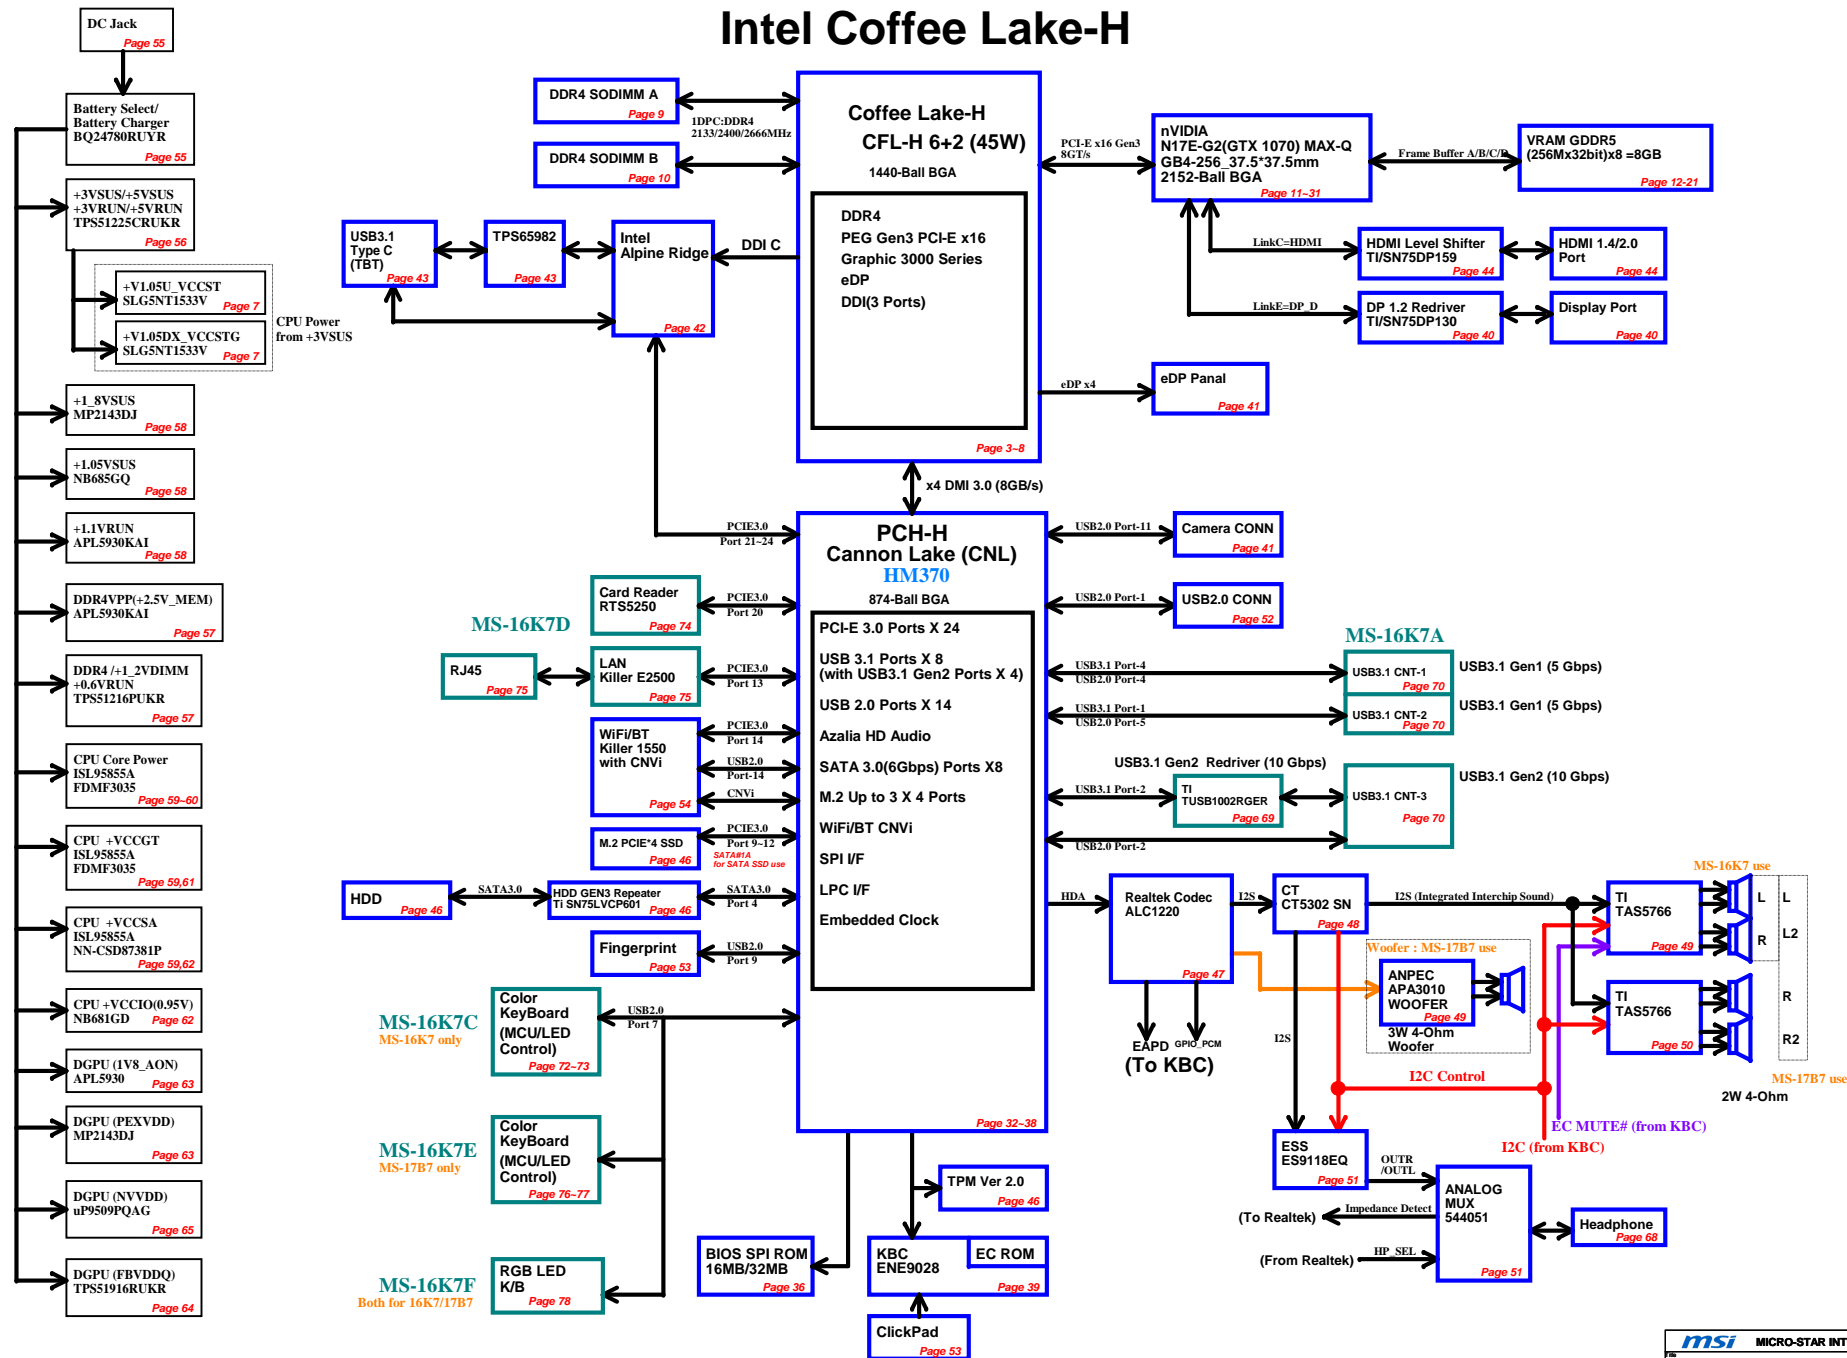 Intel Coffee Lake-H
DC Jack
Page 55
Battery Select/
Battery Charger
BQ24780RUYR
Page 55
+3VSUS/+5VSUS
+3VRUN/+5VRUN
TPS51225CRUKR
Page 56
+V1.05U_VCCST
SLG5NT1533V
Page 7
+V1.05DX_VCCSTG
SLG5NT1533V
Page 7
CPU Power
from +3VSUS
+1_8VSUS
MP2143DJ
Page 58
+1.05VSUS
NB685GQ
Page 58
+1.1VRUN
APL5930KAI
Page 58
DDR4VPP(+2.5V_MEM)
APL5930KAI
Page 57
DDR4 /+1_2VDIMM
+0.6VRUN
TPS51216PUKR
Page 57
CPU Core Power
ISL95855A
FDMF3035
Page 59~60
CPU +VCCGT
ISL95855A
FDMF3035
Page 59,61
CPU +VCCSA
ISL95855A
NN-CSD87381P
Page 59,62
CPU +VCCIO(0.95V)
NB681GD
Page 62
DGPU (1V8_AON)
APL5930
Page 63
DGPU (PEXVDD)
MP2143DJ
Page 63
DGPU (NVVDD)
uP9509PQAG
Page 65
DGPU (FBVDDQ)
TPS51916RUKR
Page 64
DDR4 SODIMM A
Page 9
1DPC:DDR4
2133/2400/2666MHz
DDR4 SODIMM B
Page 10
USB3.1
Type C
(TBT)
Page 43
TPS65982
Page 43
Intel
Alpine Ridge
Page 42
DDI C
Coffee Lake-H
CFL-H 6+2 (45W)
1440-Ball BGA
DDR4
PEG Gen3 PCI-E x16
Graphic 3000 Series
eDP
DDI(3 Ports)
Page 3~8
PCI-E x16 Gen3
8GT/s
nVIDIA
N17E-G2(GTX 1070) MAX-Q
GB4-256_37.5*37.5mm
2152-Ball BGA
Page 11~31
Frame Buffer A/B/C/D
VRAM GDDR5
(256Mx32bit)x8 =8GB
Page 12-21
LinkC=HDMI
HDMI Level Shifter
TI/SN75DP159
Page 44
HDMI 1.4/2.0
Port
Page 44
LinkE=DP_D
DP 1.2 Redriver
TI/SN75DP130
Page 40
Display Port
Page 40
eDP x4
eDP Panal
Page 41
x4 DMI 3.0 (8GB/s)
PCH-H
Cannon Lake (CNL)
HM370
874-Ball BGA
PCI-E 3.0 Ports X 24
USB 3.1 Ports X 8
(with USB3.1 Gen2 Ports X 4)
USB 2.0 Ports X 14
Azalia HD Audio
SATA 3.0(6Gbps) Ports X8
M.2 Up to 3 X 4 Ports
WiFi/BT CNVi
SPI I/F
LPC I/F
Embedded Clock
Page 32~38
PCIE3.0
Port 21~24
MS-16K7D
Card Reader
RTS5250
Page 74
PCIE3.0
Port 20
RJ45
Page 75
LAN
Killer E2500
Page 75
PCIE3.0
Port 13
WiFi/BT
Killer 1550
with CNVi
Page 54
PCIE3.0
Port 14
USB2.0
Port-14
CNVi
M.2 PCIE*4 SSD
Page 46
PCIE3.0
Port 9~12
SATA#1A
for SATA SSD use
HDD
Page 46
SATA3.0
HDD GEN3 Repeater
Ti SN75LVCP601
Page 46
SATA3.0
Port 4
Fingerprint
Page 53
USB2.0
Port 9
MS-16K7C
MS-16K7 only
Color
KeyBoard
(MCU/LED
Control)
Page 72~73
USB2.0
Port 7
MS-16K7E
MS-17B7 only
Color
KeyBoard
(MCU/LED
Control)
Page 76~77
MS-16K7F
Both for 16K7/17B7
RGB LED
K/B
Page 78
BIOS SPI ROM
16MB/32MB
Page 36
TPM Ver 2.0
Page 46
KBC
ENE9028
EC ROM
Page 39
ClickPad
Page 53
USB2.0 Port-11
Camera CONN
Page 41
USB2.0 Port-1
USB2.0 CONN
Page 52
MS-16K7A
USB3.1 Port-4
USB2.0 Port-4
USB3.1 CNT-1
Page 70
USB3.1 Gen1 (5 Gbps)
USB3.1 Port-1
USB2.0 Port-5
USB3.1 CNT-2
Page 70
USB3.1 Gen1 (5 Gbps)
USB3.1 Gen2 Redriver (10 Gbps)
USB3.1 Port-2
TI
TUSB1002RGER
Page 69
USB3.1 CNT-3
Page 70
USB3.1 Gen2 (10 Gbps)
USB2.0 Port-2
HDA
Realtek Codec
ALC1220
Page 47
I2S
CT
CT5302 SN
Page 48
I2S (Integrated Interchip Sound)
Woofer : MS-17B7 use
ANPEC
APA3010
WOOFER
Page 49
3W 4-Ohm
Woofer
MS-16K7 use
TI
TAS5766
Page 49
L
R
L
L2
TI
TAS5766
Page 50
R
R2
MS-17B7 use
2W 4-Ohm
EAPD
GPIO_PCM
(To KBC)
I2S
I2C Control
EC MUTE# (from KBC)
I2C (from KBC)
ESS
ES9118EQ
Page 51
OUTR
/OUTL
ANALOG
MUX
544051
Page 51
(To Realtek)
Impedance Detect
(From Realtek)
HP_SEL
Headphone
Page 68
msi MICRO-STAR INT
Title